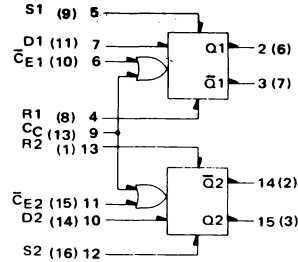 S1 (9) 5
D1 (11) 7
C̅E1 (10) 6
Q1 2 (6)
Q̅1 3 (7)
R1 (8) 4
CC (13) 9
R2 (1) 13
Q̅2 14(2)
C̅E2 (15) 11
D2 (14) 10
Q2 15 (3)
S2 (16) 12